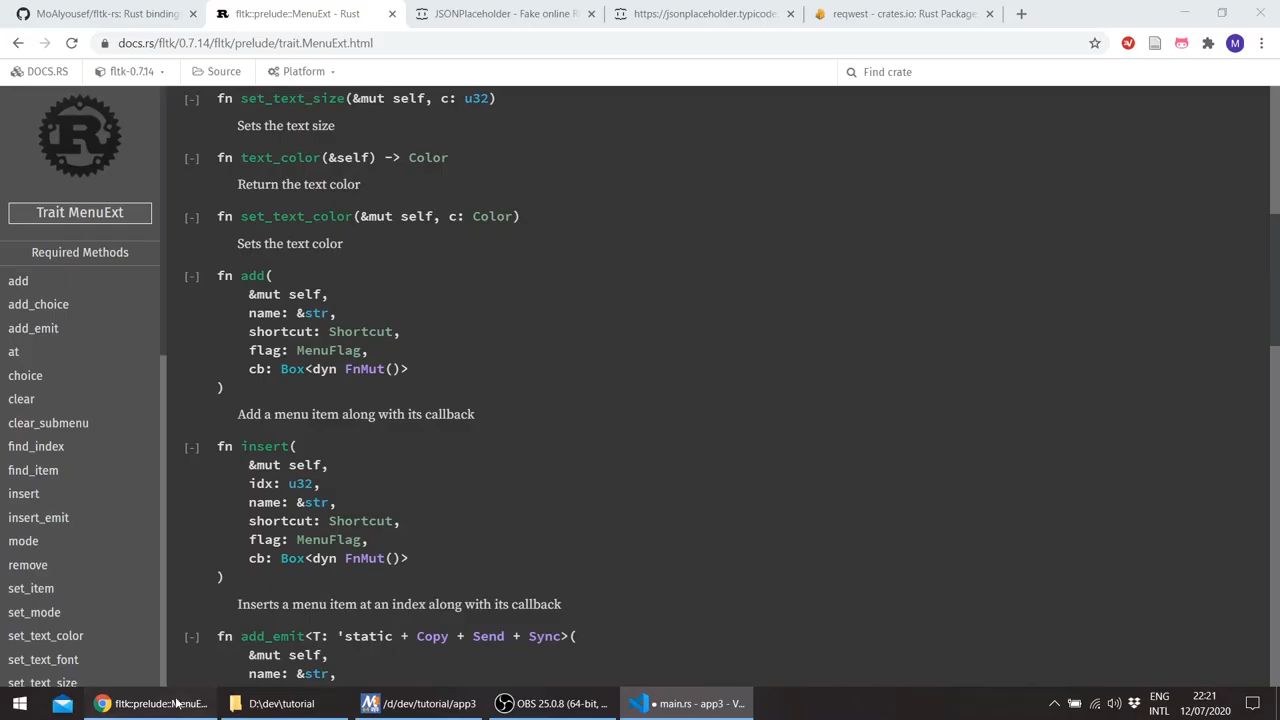 MoAlyousef/fltk-rs: Rust binding
fltk::prelude::MenuExt - Rust
JSONPlaceholder - Fake online R
https://jsonplaceholder.typicode.
reqwest - crates.io: Rust Packag
docs.rs/fltk/0.7.14/fltk/prelude/trait.MenuExt.html
M
DOCS.RS
fltk-0.7.14
Source
Platform
Find crate
R
Trait MenuExt
Required Methods
add
add_choice
add_emit
at
choice
clear
clear_submenu
find_index
find_item
insert
insert_emit
mode
remove
set_item
set_mode
set_text_color
set_text_font
set_text_size
[-] fn set_text_size(&mut self, c: u32)
Sets the text size
[-] fn text_color(&self) -> Color
Return the text color
[-] fn set_text_color(&mut self, c: Color)
Sets the text color
[-] fn add(
&mut self,
name: &str,
shortcut: Shortcut,
flag: MenuFlag,
cb: Box<dyn FnMut()>
)
Add a menu item along with its callback
[-] fn insert(
&mut self,
idx: u32,
name: &str,
shortcut: Shortcut,
flag: MenuFlag,
cb: Box<dyn FnMut()>
)
Inserts a menu item at an index along with its callback
[-] fn add_emit<T: 'static + Copy + Send + Sync>(
&mut self,
name: &str,
fltk::prelude::MenuE...
D:\dev\tutorial
/d/dev/tutorial/app3
OBS 25.0.8 (64-bit, ...
● main.rs - app3 - V...
ENG
INTL
22:21
12/07/2020